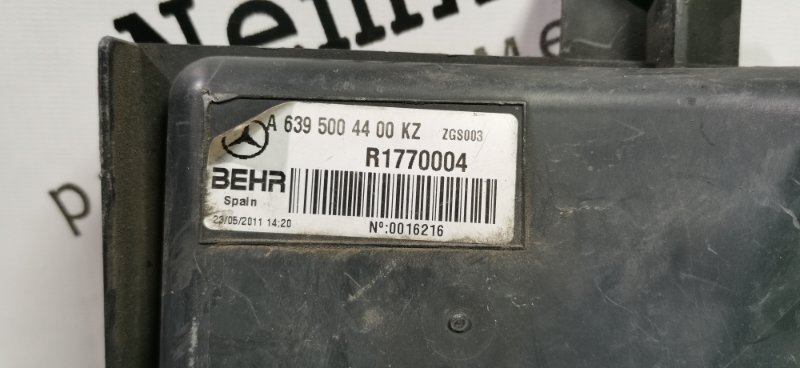 A 639 500 44 00 KZ ZGS003
R1770004
BEHR
Spain
23/05/2011 14:20
Nº:0016216